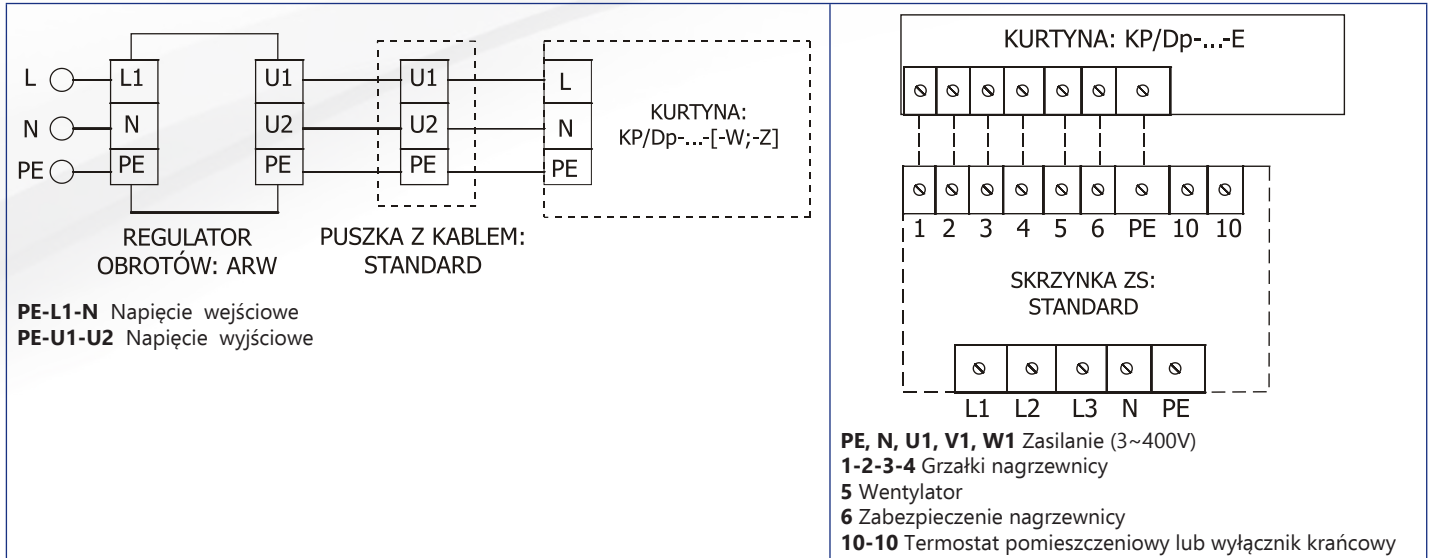 L L1 U1 U1 L
N N U2 U2 N
PE PE PE PE PE
KURTYNA:
KP/Dp-...-[-W;-Z]
REGULATOR
OBROTÓW: ARW
PUSZKA Z KABLEM:
STANDARD
PE-L1-N Napięcie wejściowe
PE-U1-U2 Napięcie wyjściowe
KURTYNA: KP/Dp-...-E
1 2 3 4 5 6 PE 10 10
SKRZYNKA ZS:
STANDARD
L1 L2 L3 N PE
PE, N, U1, V1, W1 Zasilanie (3~400V)
1-2-3-4 Grzałki nagrzewnicy
5 Wentylator
6 Zabezpieczenie nagrzewnicy
10-10 Termostat pomieszczeniowy lub wyłącznik krańcowy